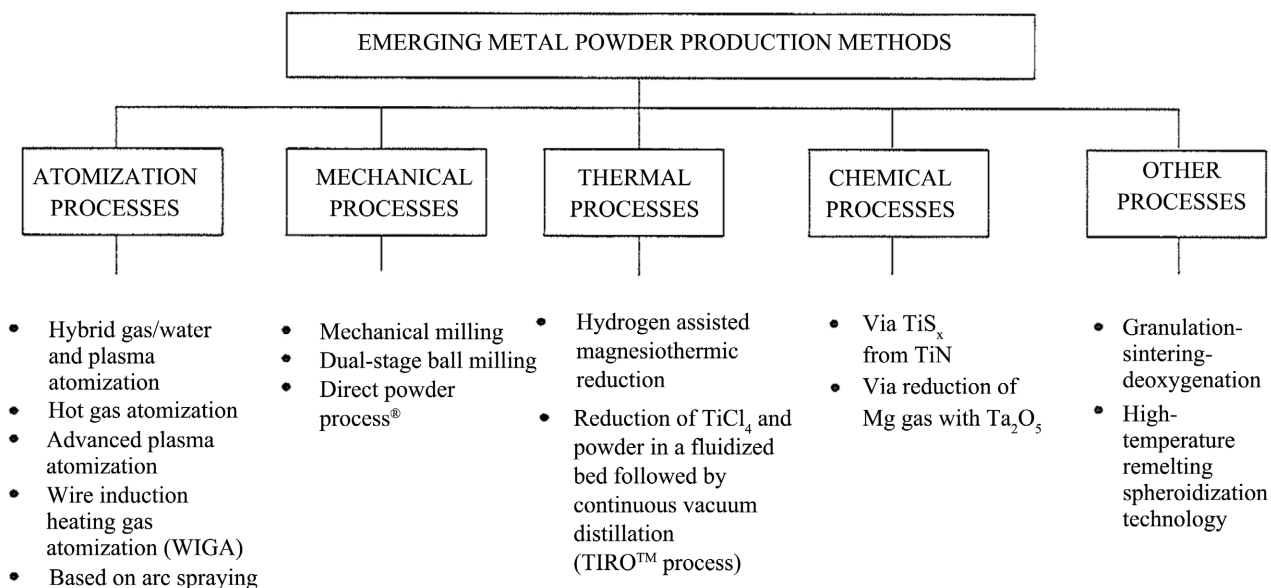 EMERGING METAL POWDER PRODUCTION METHODS
ATOMIZATION
PROCESSES
MECHANICAL
PROCESSES
THERMAL
PROCESSES
CHEMICAL
PROCESSES
OTHER
PROCESSES
• Hybrid gas/water
and plasma
atomization
• Hot gas atomization
• Advanced plasma
atomization
• Wire induction
heating gas
atomization (WIGA)
• Based on arc spraying
• Mechanical milling
• Dual-stage ball milling
• Direct powder
process®
• Hydrogen assisted
magnesiothermic
reduction
• Reduction of TiCl₄ and
powder in a fluidized
bed followed by
continuous vacuum
distillation
(TIRO™ process)
• Via TiSₓ
from TiN
• Via reduction of
Mg gas with Ta₂O₅
• Granulation-
sintering-
deoxygenation
• High-
temperature
remelting
spheroidization
technology